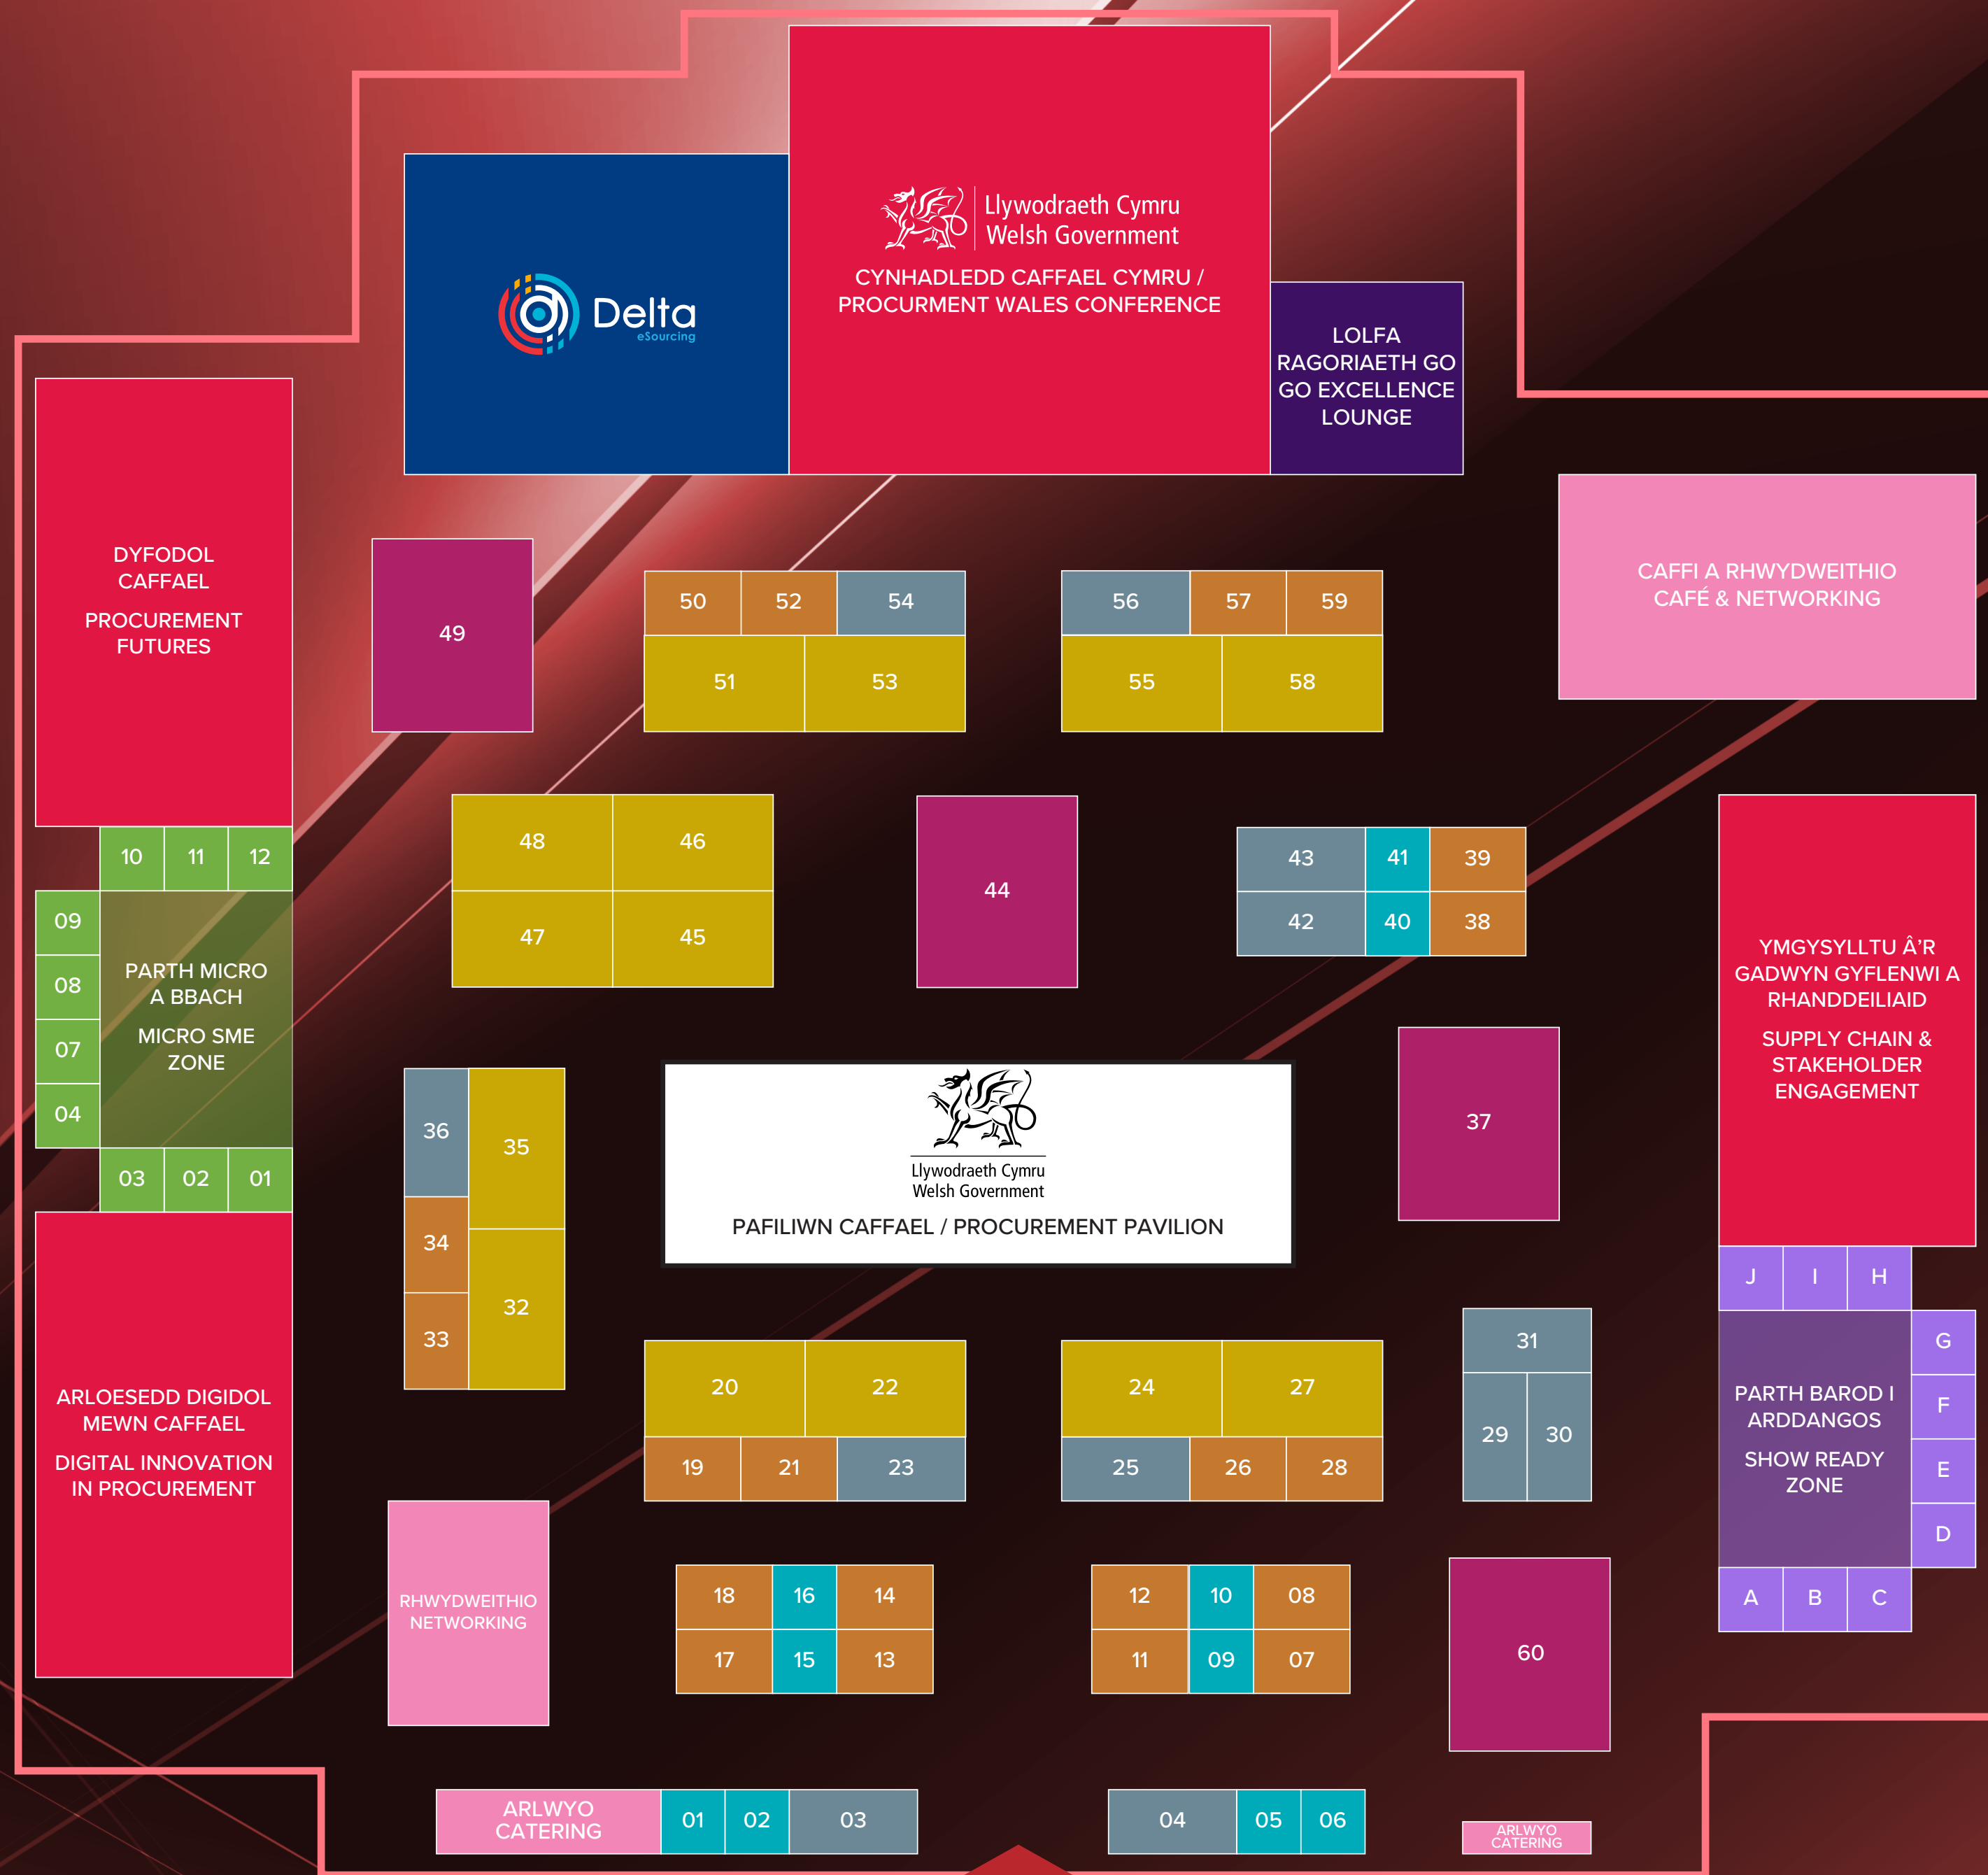 Llywodraeth Cymru
Welsh Government
CYNHADLEDD CAFFAEL CYMRU /
PROCURMENT WALES CONFERENCE
Delta
eSourcing
LOLFA
RAGORIAETH GO
GO EXCELLENCE
LOUNGE
DYFODOL
CAFFAEL
PROCUREMENT
FUTURES
CAFFI A RHWYDWEITHIO
CAFÉ & NETWORKING
49
50
52
54
51
53
56
57
59
55
58
48
46
47
45
44
43
41
39
42
40
38
10
11
12
09
08
07
04
PARTH MICRO
A BBACH
MICRO SME
ZONE
03
02
01
YMGYSYLLTU Â’R
GADWYN GYFLENWI A
RHANDDEILIAID
SUPPLY CHAIN &
STAKEHOLDER
ENGAGEMENT
37
36
35
34
33
32
Llywodraeth Cymru
Welsh Government
PAFILIWN CAFFAEL / PROCUREMENT PAVILION
ARLOESEDD DIGIDOL
MEWN CAFFAEL
DIGITAL INNOVATION
IN PROCUREMENT
20
22
19
21
23
24
27
25
26
28
31
29
30
J
I
H
G
F
E
D
PARTH BAROD I
ARDDANGOS
SHOW READY
ZONE
A
B
C
RHWYDWEITHIO
NETWORKING
18
16
14
17
15
13
12
10
08
11
09
07
60
ARLWYO
CATERING
01
02
03
04
05
06
ARLWYO
CATERING